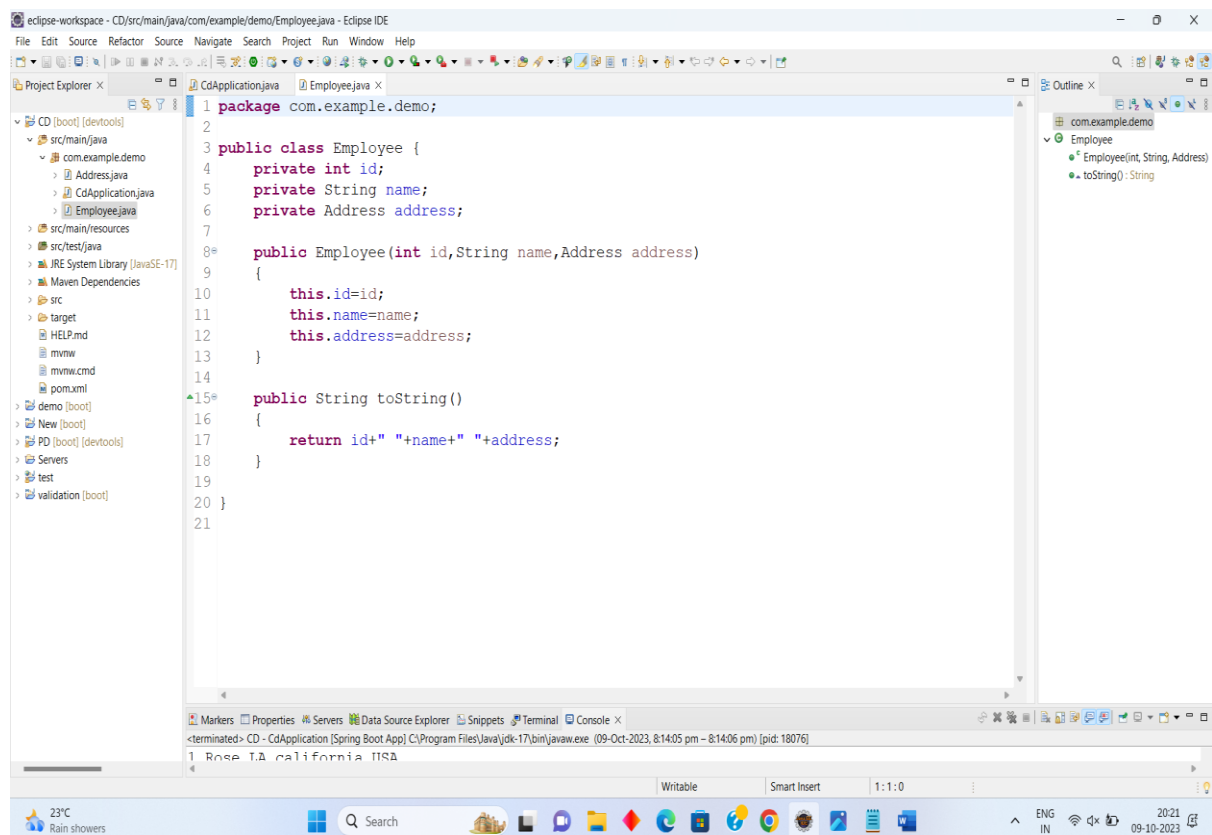 eclipse-workspace - CD/src/main/java/com/example/demo/Employee.java - Eclipse IDE
File Edit Source Refactor Source Navigate Search Project Run Window Help
Project Explorer
CD [boot] [devtools]
src/main/java
com.example.demo
Address.java
CdApplication.java
Employee.java
src/main/resources
src/test/java
JRE System Library [JavaSE-17]
Maven Dependencies
src
target
HELP.md
mvnw
mvnw.cmd
pom.xml
demo [boot]
New [boot]
PD [boot] [devtools]
Servers
test
validation [boot]
CdApplication.java Employee.java
1 package com.example.demo;
2
3 public class Employee {
4 private int id;
5 private String name;
6 private Address address;
7
8 public Employee(int id,String name,Address address)
9 {
10 this.id=id;
11 this.name=name;
12 this.address=address;
13 }
14
15 public String toString()
16 {
17 return id+" "+name+" "+address;
18 }
19
20 }
21
Outline
com.example.demo
Employee
Employee(int, String, Address)
toString() : String
Markers Properties Servers Data Source Explorer Snippets Terminal Console
<terminated> CD - CdApplication [Spring Boot App] C:\Program Files\Java\jdk-17\bin\javaw.exe (09-Oct-2023, 8:14:05 pm – 8:14:06 pm) [pid: 18076]
1 Rose LA california USA
Writable Smart Insert 1:1:0
23°C
Rain showers
Search
ENG
IN
20:21
09-10-2023